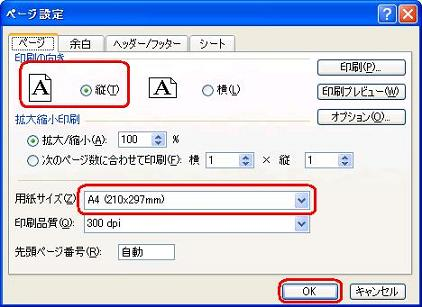 ページ設定
ページ 余白 ヘッダー/フッター シート
印刷の向き
A 縦(T) A 横(L)
印刷(P)...
印刷プレビュー(W)
オプション(O)...
拡大縮小印刷
拡大/縮小(A): 100 %
次のページ数に合わせて印刷(F): 横 1 × 縦 1
用紙サイズ(Z): A4 (210x297mm)
印刷品質(Q): 300 dpi
先頭ページ番号(R): 自動
OK キャンセル